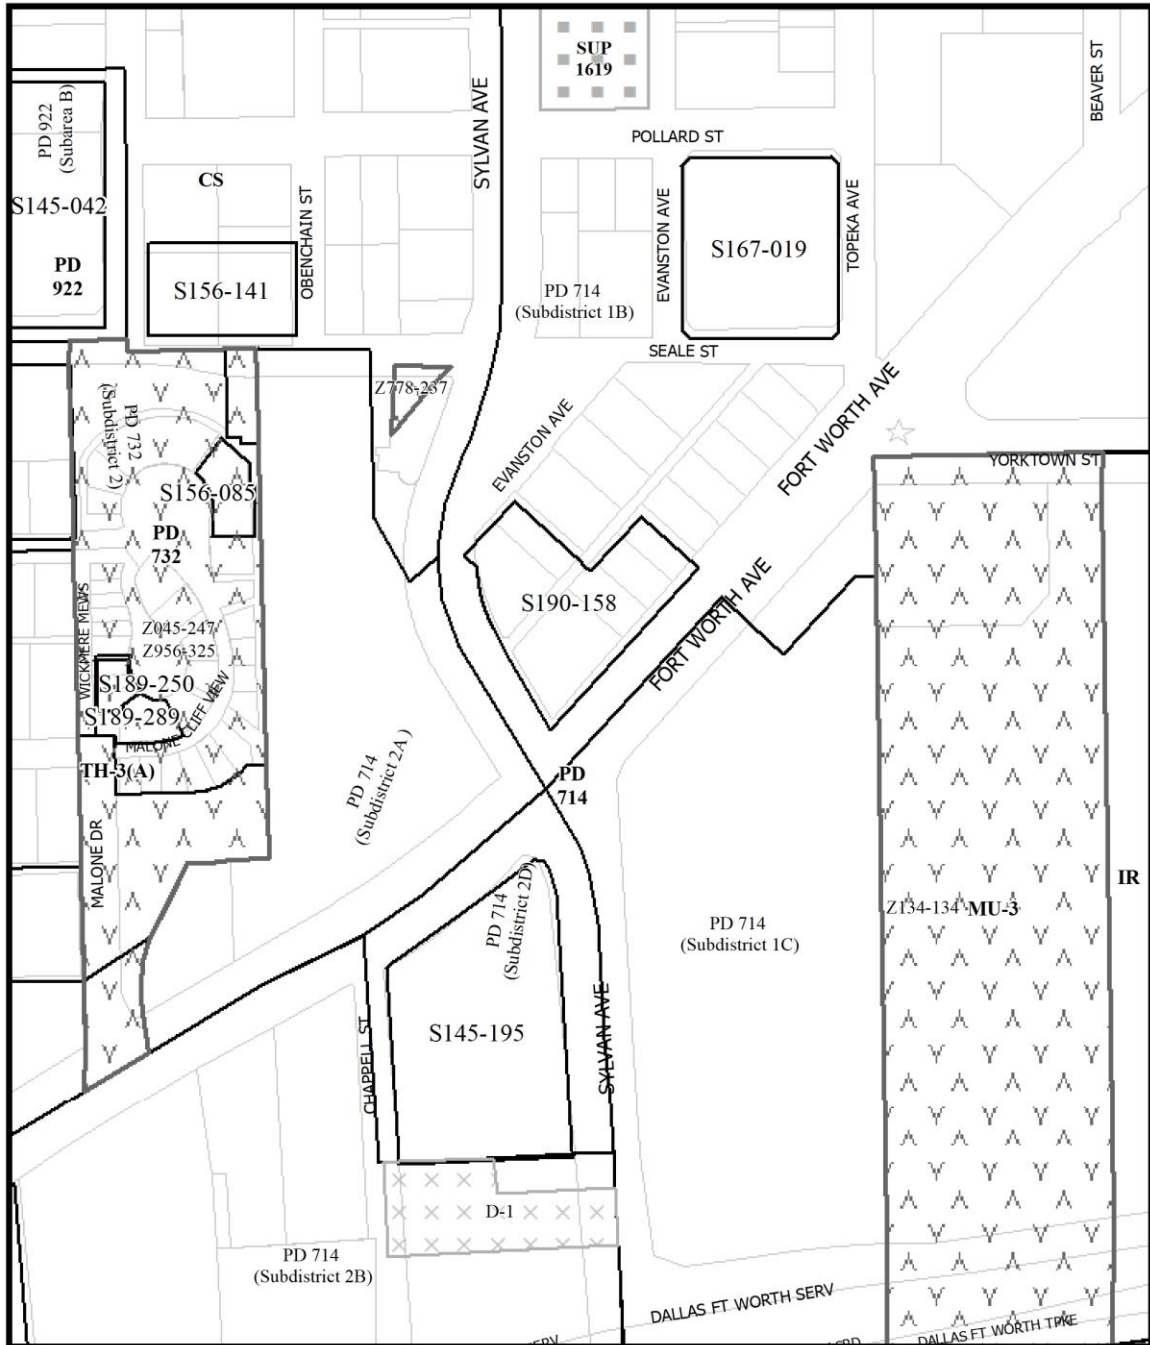 SUP
1619
BEAVER ST
SYLVAN AVE
PD 922
(Subarea B)
POLLARD ST
CS
S145-042
OBENCHAIN ST
EVANSTON AVE
S167-019
TOPEKA AVE
PD
922
S156-141
PD 714
(Subdistrict 1B)
SEALE ST
Z778-237
PD 732
(Subdistrict 2)
EVANSTON AVE
FORT WORTH AVE
YORKTOWN ST
S156-085
PD
732
WICKMERE MEWS
S190-158
FORT WORTH AVE
Z045-247
Z956-325
S189-250
S189-289
MALONE CLIFF VIEW
TH-3(A)
PD 714
(Subdistrict 2A)
PD
714
MALONE DR
PD 714
(Subdistrict 2D)
PD 714
(Subdistrict 1C)
Z134-134
MU-3
IR
CHAPPELL ST
S145-195
SYLVAN AVE
D-1
PD 714
(Subdistrict 2B)
DALLAS FT WORTH SERV
DALLAS FT WORTH TPKE